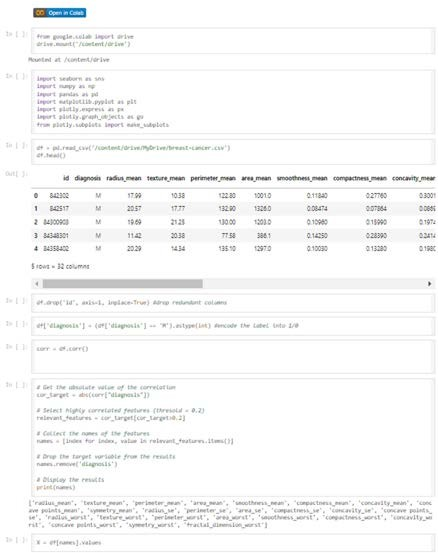 Open in Colab
In [ ]:
from google.colab import drive
drive.mount('/content/drive')
Mounted at /content/drive
In [ ]:
import seaborn as sns
import numpy as np
import pandas as pd
import matplotlib.pyplot as plt
import plotly.express as px
import plotly.graph_objects as go
from plotly.subplots import make_subplots
In [ ]:
df = pd.read_csv('/content/drive/MyDrive/breast-cancer.csv')
df.head()
Out[ ]:
id diagnosis radius_mean texture_mean perimeter_mean area_mean smoothness_mean compactness_mean concavity_mear
0 842302 M 17.99 10.38 122.80 1001.0 0.11840 0.27760 0.3001
1 842517 M 20.57 17.77 132.90 1326.0 0.08474 0.07864 0.0869
2 84300903 M 19.69 21.25 130.00 1203.0 0.10960 0.15990 0.1974
3 84348301 M 11.42 20.38 77.58 386.1 0.14250 0.28390 0.2414
4 84358402 M 20.29 14.34 135.10 1297.0 0.10030 0.13280 0.1980
5 rows × 32 columns
In [ ]:
df.drop('id', axis=1, inplace=True) #drop redundant columns
In [ ]:
df['diagnosis'] = (df['diagnosis'] == 'M').astype(int) #encode the label into 1/0
In [ ]:
corr = df.corr()
In [ ]:
# Get the absolute value of the correlation
cor_target = abs(corr["diagnosis"])
# Select highly correlated features (thresold = 0.2)
relevant_features = cor_target[cor_target>0.2]
# Collect the names of the features
names = [index for index, value in relevant_features.items()]
# Drop the target variable from the results
names.remove('diagnosis')
# Display the results
print(names)
['radius_mean', 'texture_mean', 'perimeter_mean', 'area_mean', 'smoothness_mean', 'compactness_mean', 'concavity_mean', 'conc
ave points_mean', 'symmetry_mean', 'radius_se', 'perimeter_se', 'area_se', 'compactness_se', 'concavity_se', 'concave points_
se', 'radius_worst', 'texture_worst', 'perimeter_worst', 'area_worst', 'smoothness_worst', 'compactness_worst', 'concavity_wo
rst', 'concave points_worst', 'symmetry_worst', 'fractal_dimension_worst']
In [ ]:
X = df[names].values